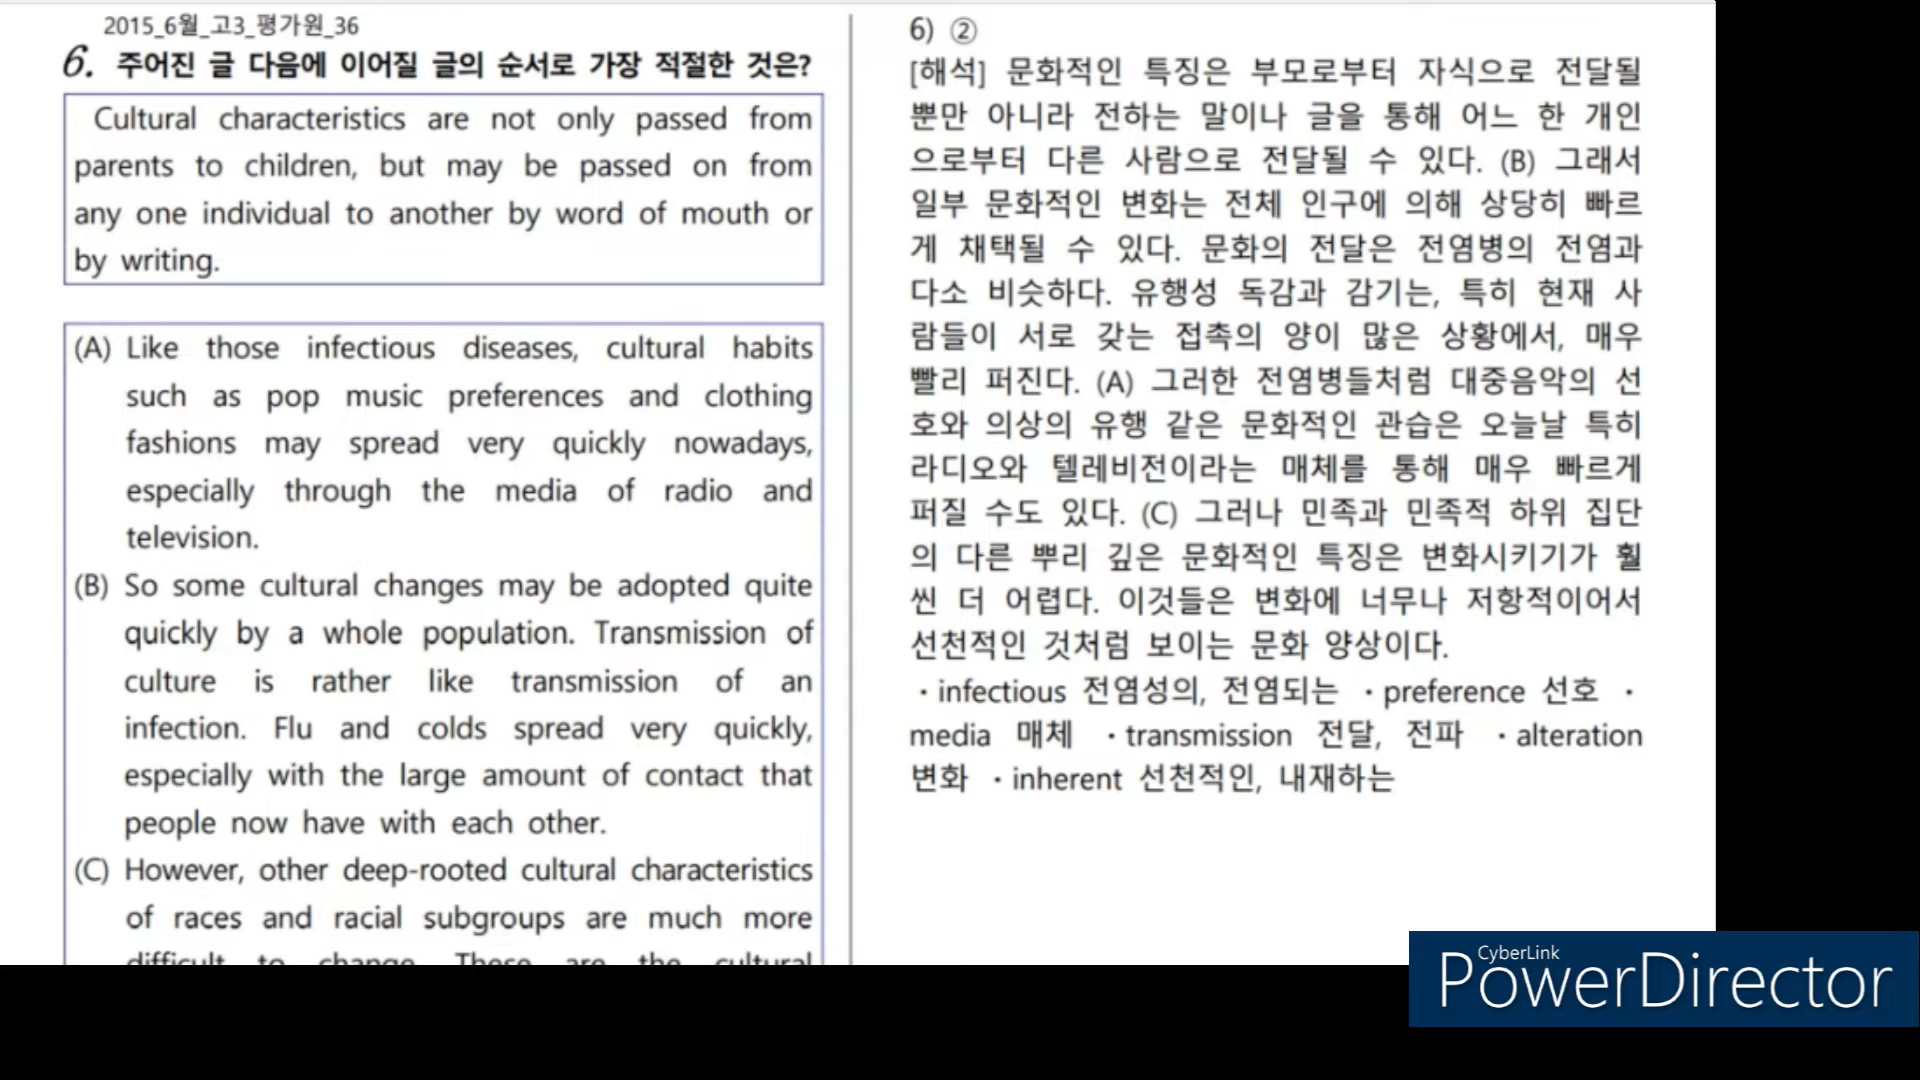 2015_6월_고3_평가원_36
6. 주어진 글 다음에 이어질 글의 순서로 가장 적절한 것은?
Cultural characteristics are not only passed from
parents to children, but may be passed on from
any one individual to another by word of mouth or
by writing.
(A) Like those infectious diseases, cultural habits
such as pop music preferences and clothing
fashions may spread very quickly nowadays,
especially through the media of radio and
television.
(B) So some cultural changes may be adopted quite
quickly by a whole population. Transmission of
culture is rather like transmission of an
infection. Flu and colds spread very quickly,
especially with the large amount of contact that
people now have with each other.
(C) However, other deep-rooted cultural characteristics
of races and racial subgroups are much more
difficult to change. These are the cultural
6) ②
[해석] 문화적인 특징은 부모로부터 자식으로 전달될
뿐만 아니라 전하는 말이나 글을 통해 어느 한 개인
으로부터 다른 사람으로 전달될 수 있다. (B) 그래서
일부 문화적인 변화는 전체 인구에 의해 상당히 빠르
게 채택될 수 있다. 문화의 전달은 전염병의 전염과
다소 비슷하다. 유행성 독감과 감기는, 특히 현재 사
람들이 서로 갖는 접촉의 양이 많은 상황에서, 매우
빨리 퍼진다. (A) 그러한 전염병들처럼 대중음악의 선
호와 의상의 유행 같은 문화적인 관습은 오늘날 특히
라디오와 텔레비전이라는 매체를 통해 매우 빠르게
퍼질 수도 있다. (C) 그러나 민족과 민족적 하위 집단
의 다른 뿌리 깊은 문화적인 특징은 변화시키기가 훨
씬 더 어렵다. 이것들은 변화에 너무나 저항적이어서
선천적인 것처럼 보이는 문화 양상이다.
・infectious 전염성의, 전염되는 ・preference 선호 ・
media 매체 ・transmission 전달, 전파 ・alteration
변화 ・inherent 선천적인, 내재하는
CyberLink
PowerDirector